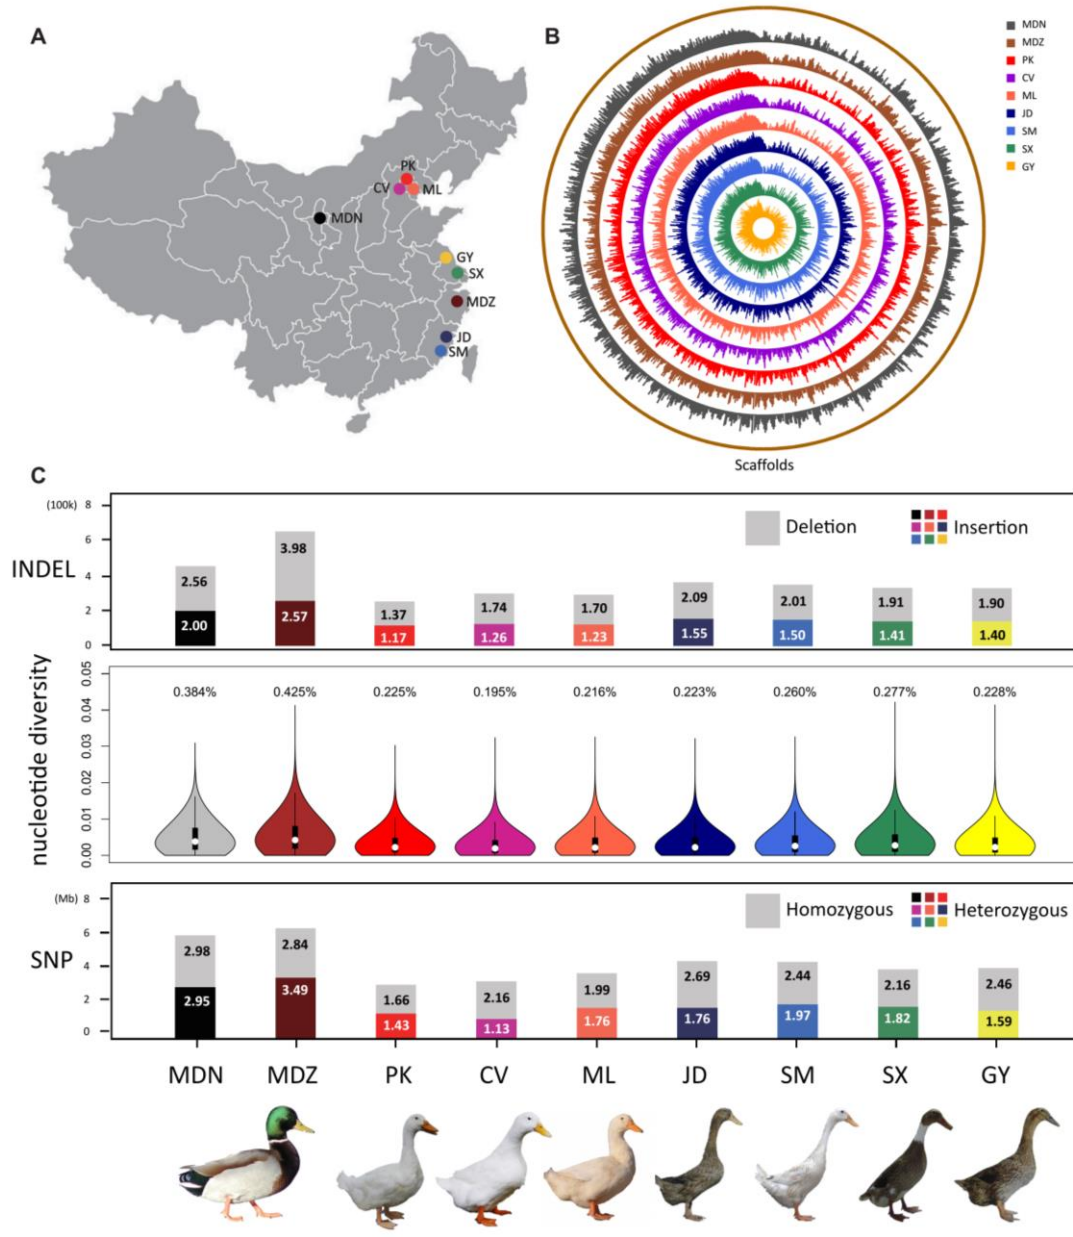 A
PK
CV
ML
MDN
GY
SX
MDZ
JD
SM
B
MDN
MDZ
PK
CV
ML
JD
SM
SX
GY
Scaffolds
C
(100k) 8
6
4
2
0
INDEL
Deletion
Insertion
2.56 3.98 1.37 1.74 1.70 2.09 2.01 1.91 1.90
2.00 2.57 1.17 1.26 1.23 1.55 1.50 1.41 1.40
nucleotide diversity
0.05
0.04
0.03
0.02
0.01
0.00
0.384% 0.425% 0.225% 0.195% 0.216% 0.223% 0.260% 0.277% 0.228%
(Mb) 8
6
4
2
0
SNP
Homozygous
Heterozygous
2.98 2.84 1.66 2.16 1.99 2.69 2.44 2.16 2.46
2.95 3.49 1.43 1.13 1.76 1.76 1.97 1.82 1.59
MDN MDZ PK CV ML JD SM SX GY